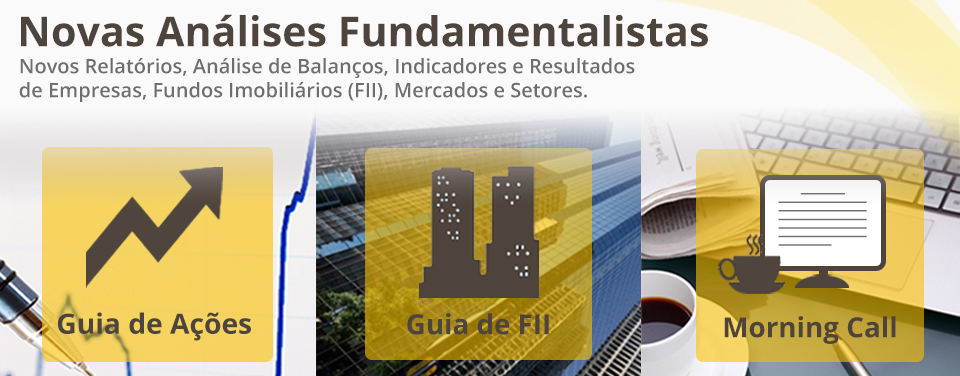 Novas Análises Fundamentalistas
Novos Relatórios, Análise de Balanços, Indicadores e Resultados
de Empresas, Fundos Imobiliários (FII), Mercados e Setores.
Guia de Ações
Guia de FII
Morning Call